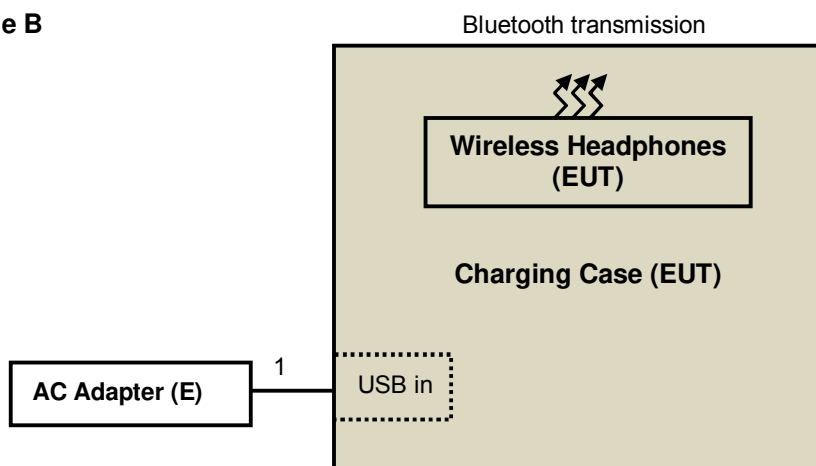 e B
Bluetooth transmission
Wireless Headphones
(EUT)
Charging Case (EUT)
1
AC Adapter (E)
USB in